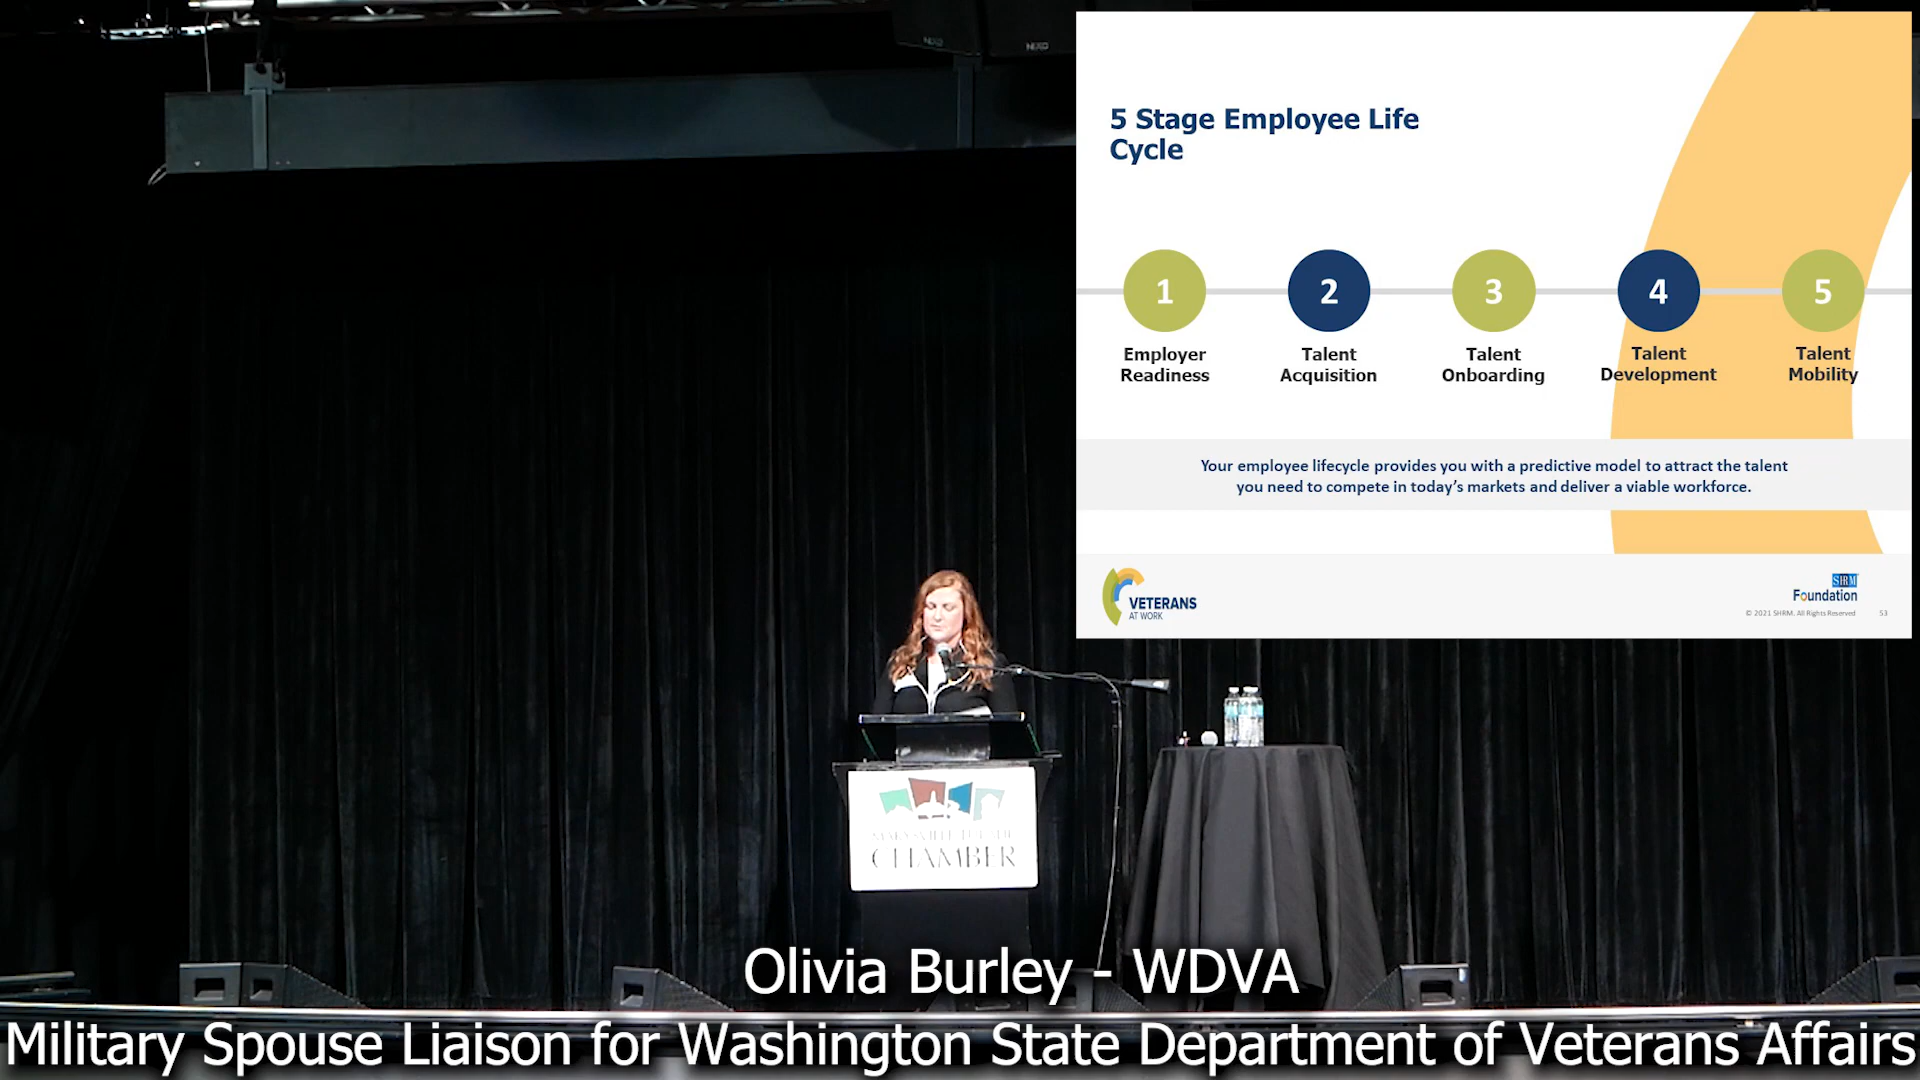 NEXO
NEXO
5 Stage Employee Life
Cycle
1
2
3
4
5
Employer
Readiness
Talent
Acquisition
Talent
Onboarding
Talent
Development
Talent
Mobility
Your employee lifecycle provides you with a predictive model to attract the talent
you need to compete in today's markets and deliver a viable workforce.
VETERANS
AT WORK
SHRM
Foundation
© 2021 SHRM. All Rights Reserved
53
CHAMBER
Olivia Burley - WDVA
Military Spouse Liaison for Washington State Department of Veterans Affairs